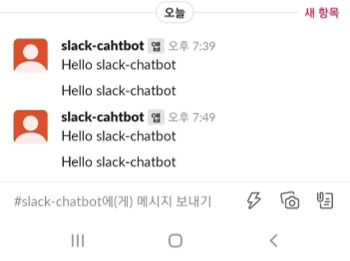 오늘
새 항목
slack-cahtbot 앱 오후 7:39
Hello slack-chatbot
Hello slack-chatbot
slack-cahtbot 앱 오후 7:49
Hello slack-chatbot
Hello slack-chatbot
#slack-chatbot에(게) 메시지 보내기